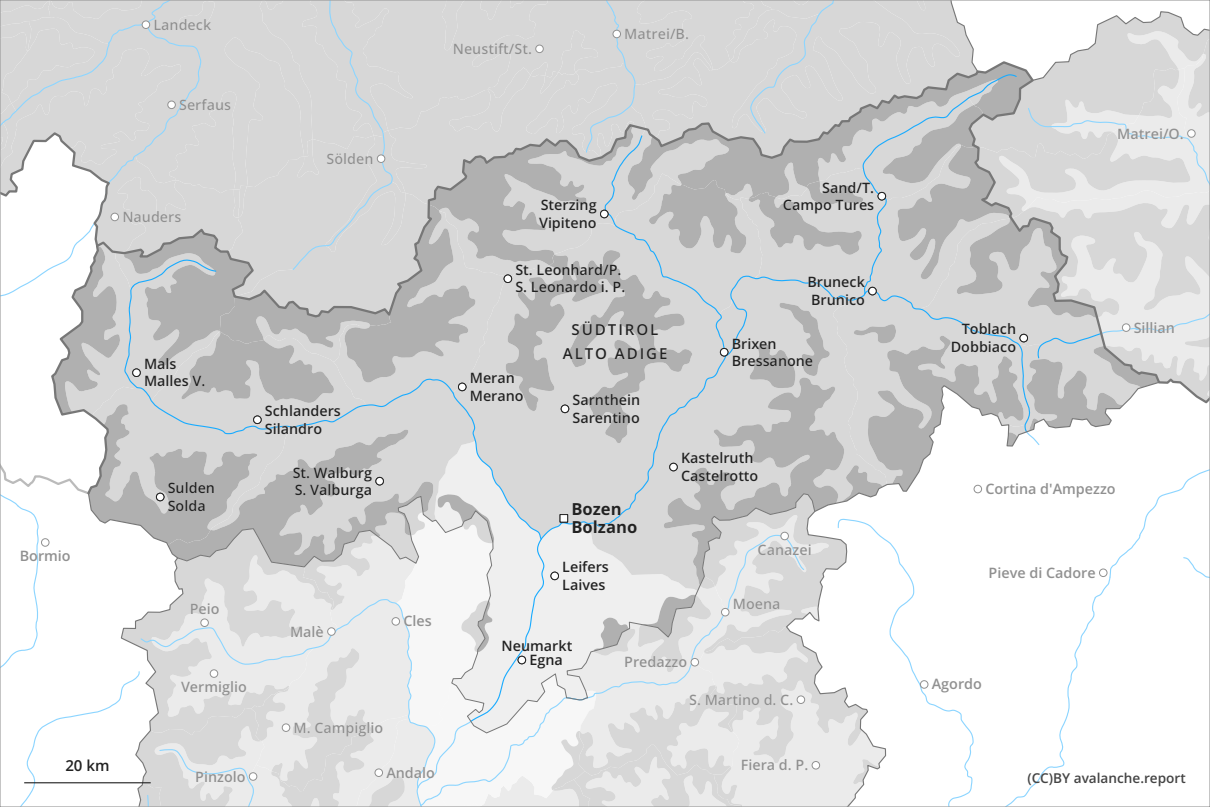 Landeck
Neustift/St.
Matrei/B.
Serfaus
Matrei/O.
Sölden
Sand/T.
Campo Tures
Nauders
Sterzing
Vipiteno
St. Leonhard/P.
S. Leonardo i. P.
Bruneck
Brunico
SÜDTIROL
ALTO ADIGE
Toblach
Dobbiaco
Sillian
Brixen
Bressanone
Mals
Malles V.
Meran
Merano
Sarnthein
Sarentino
Schlanders
Silandro
Kastelruth
Castelrotto
St. Walburg
S. Valburga
Sulden
Solda
Cortina d'Ampezzo
Bozen
Bolzano
Bormio
Canazei
Leifers
Laives
Pieve di Cadore
Peio
Moena
Cles
Malè
Neumarkt
Egna
Predazzo
Vermiglio
Agordo
S. Martino d. C.
M. Campiglio
20 km
Pinzolo
Andalo
Fiera d. P.
(CC)BY avalanche.report